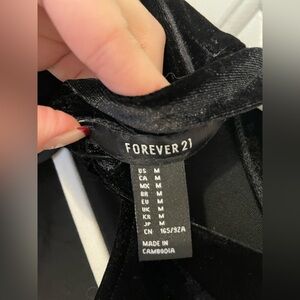 FOREVER 21
US M
CA M
MX M
BR M
EU M
UK M
KR M
JP M
CN 165/92A
MADE IN
CAMBODIA